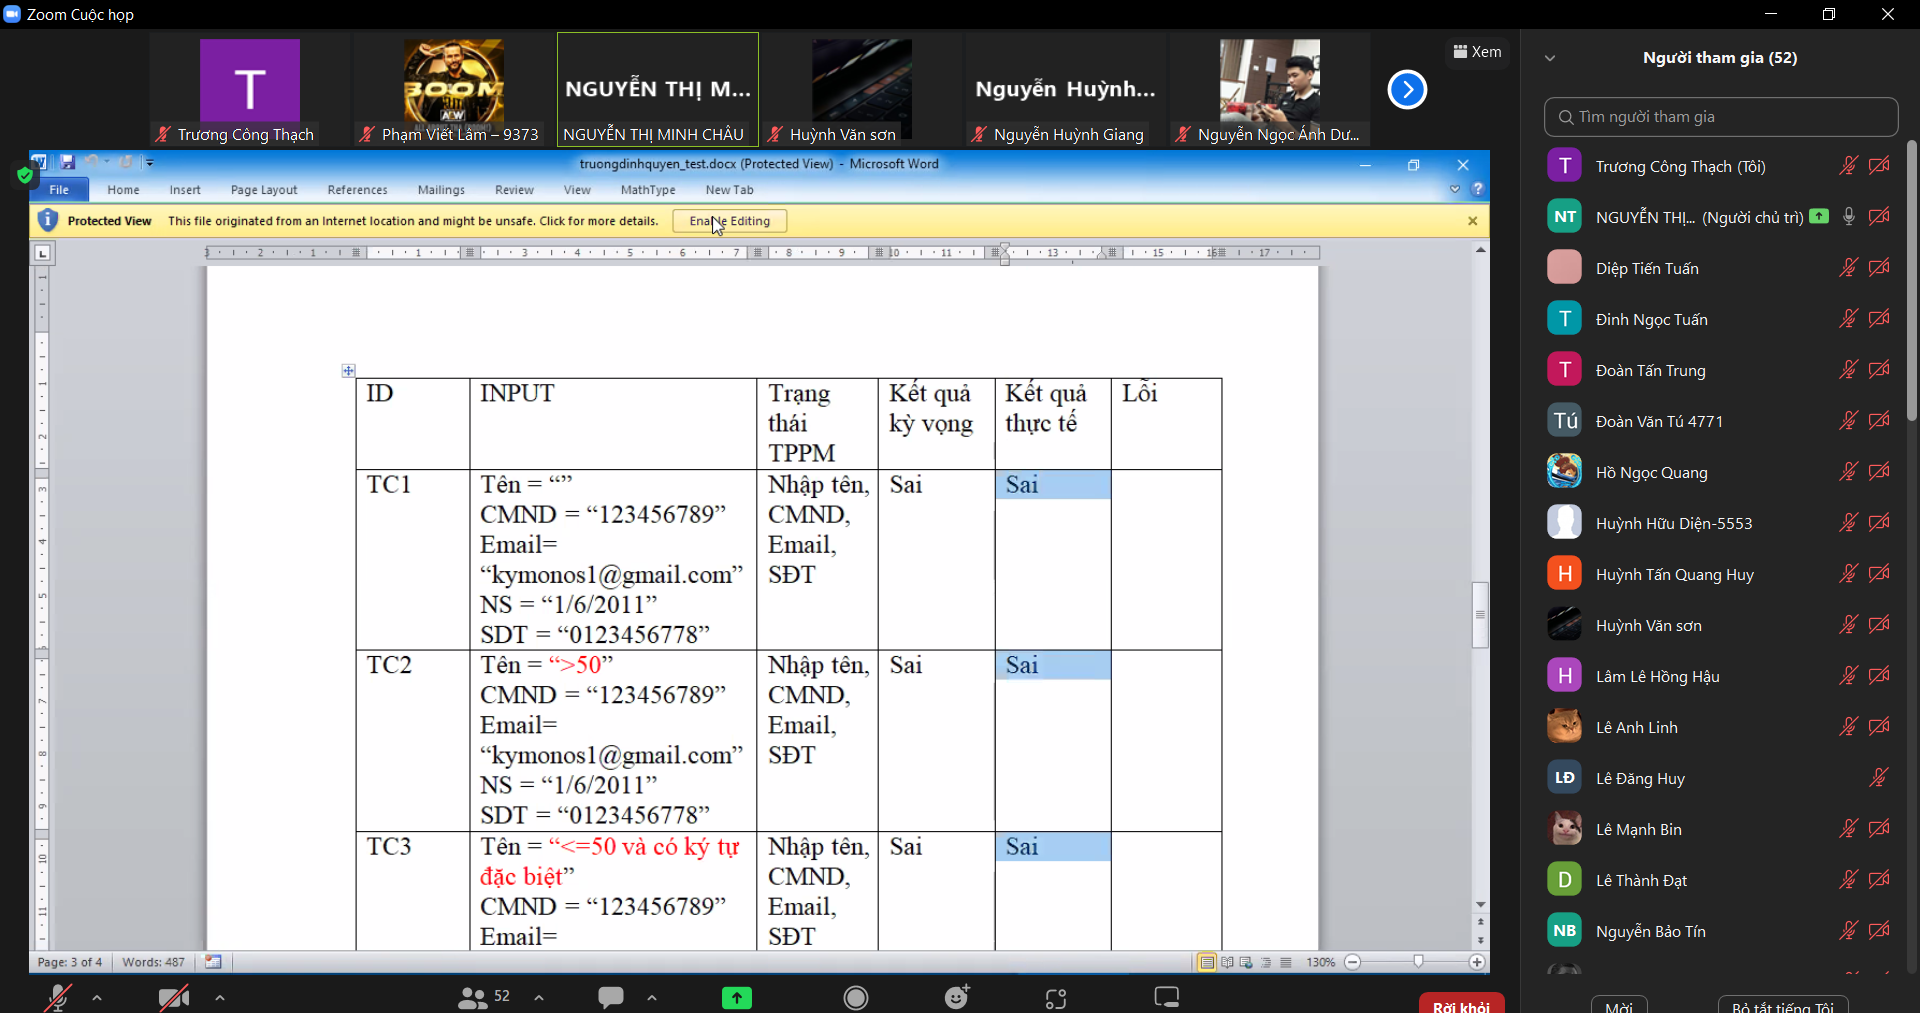 Zoom Cuộc họp
T
BOOM
AEW
NGUYỄN THỊ M...
Nguyễn Huỳnh...
Xem
Trương Công Thạch
Phạm Viết Lâm – 9373
NGUYỄN THỊ MINH CHÂU
Huỳnh Văn sơn
Nguyễn Huỳnh Giang
Nguyễn Ngọc Ánh Dư...
truongdinhquyen_test.docx (Protected View) - Microsoft Word
File Home Insert Page Layout References Mailings Review View MathType New Tab
Protected View This file originated from an Internet location and might be unsafe. Click for more details. Enable Editing
ID INPUT Trạng thái TPPM Kết quả kỳ vọng Kết quả thực tế Lỗi
TC1
Tên = “”
CMND = “123456789”
Email=
“kymonos1@gmail.com”
NS = “1/6/2011”
SDT = “0123456778”
Nhập tên,
CMND,
Email,
SĐT
Sai
Sai
TC2
Tên = “>50”
CMND = “123456789”
Email=
“kymonos1@gmail.com”
NS = “1/6/2011”
SDT = “0123456778”
Nhập tên,
CMND,
Email,
SĐT
Sai
Sai
TC3
Tên = “<=50 và có ký tự
đặc biệt”
CMND = “123456789”
Email=
Nhập tên,
CMND,
Email,
SĐT
Sai
Sai
Page: 3 of 4 Words: 487
130%
52
Rời khỏi
Người tham gia (52)
Tìm người tham gia
T Trương Công Thạch (Tôi)
NT NGUYỄN THỊ... (Người chủ trì)
Diệp Tiến Tuấn
T Đinh Ngọc Tuấn
T Đoàn Tấn Trung
Tú Đoàn Văn Tú 4771
Hồ Ngọc Quang
Huỳnh Hữu Diện-5553
H Huỳnh Tấn Quang Huy
Huỳnh Văn sơn
H Lâm Lê Hồng Hậu
Lê Anh Linh
LĐ Lê Đăng Huy
Lê Mạnh Bin
D Lê Thành Đạt
NB Nguyễn Bảo Tín
Mời
Bỏ tắt tiếng Tôi